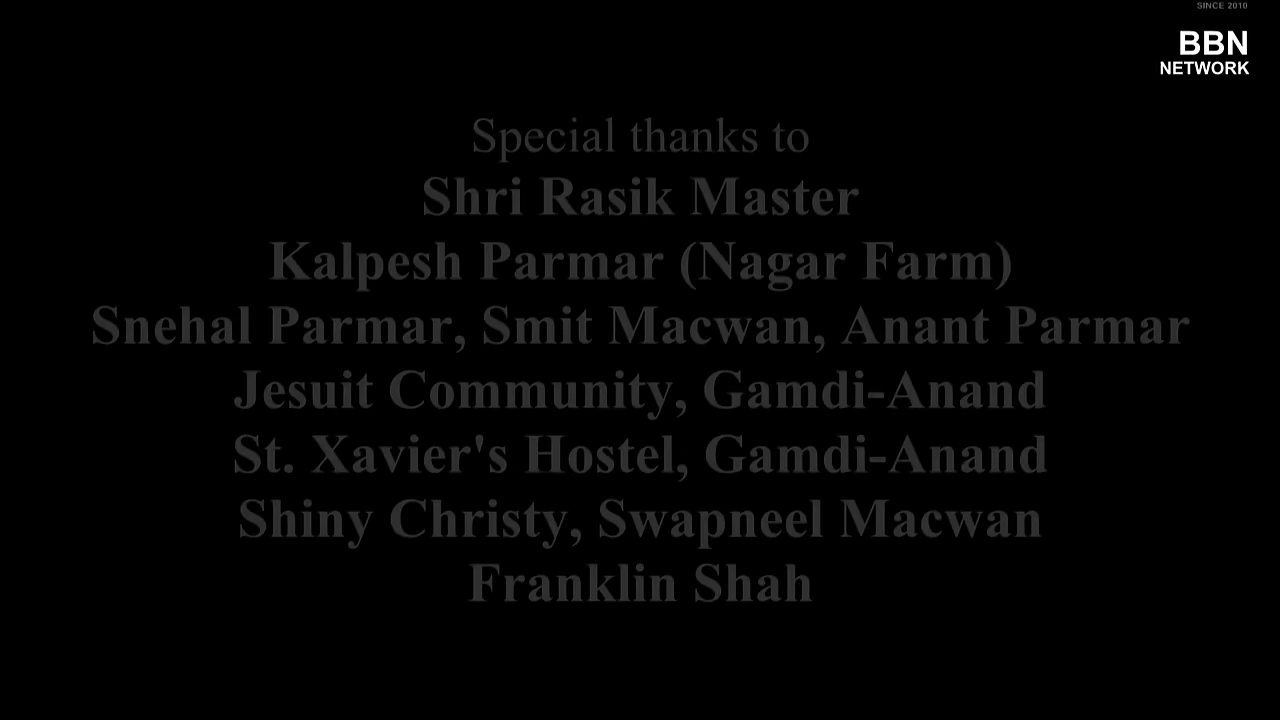 SINCE 2010
BBN
NETWORK
Special thanks to
Shri Rasik Master
Kalpesh Parmar (Nagar Farm)
Snehal Parmar, Smit Macwan, Anant Parmar
Jesuit Community, Gamdi-Anand
St. Xavier's Hostel, Gamdi-Anand
Shiny Christy, Swapneel Macwan
Franklin Shah